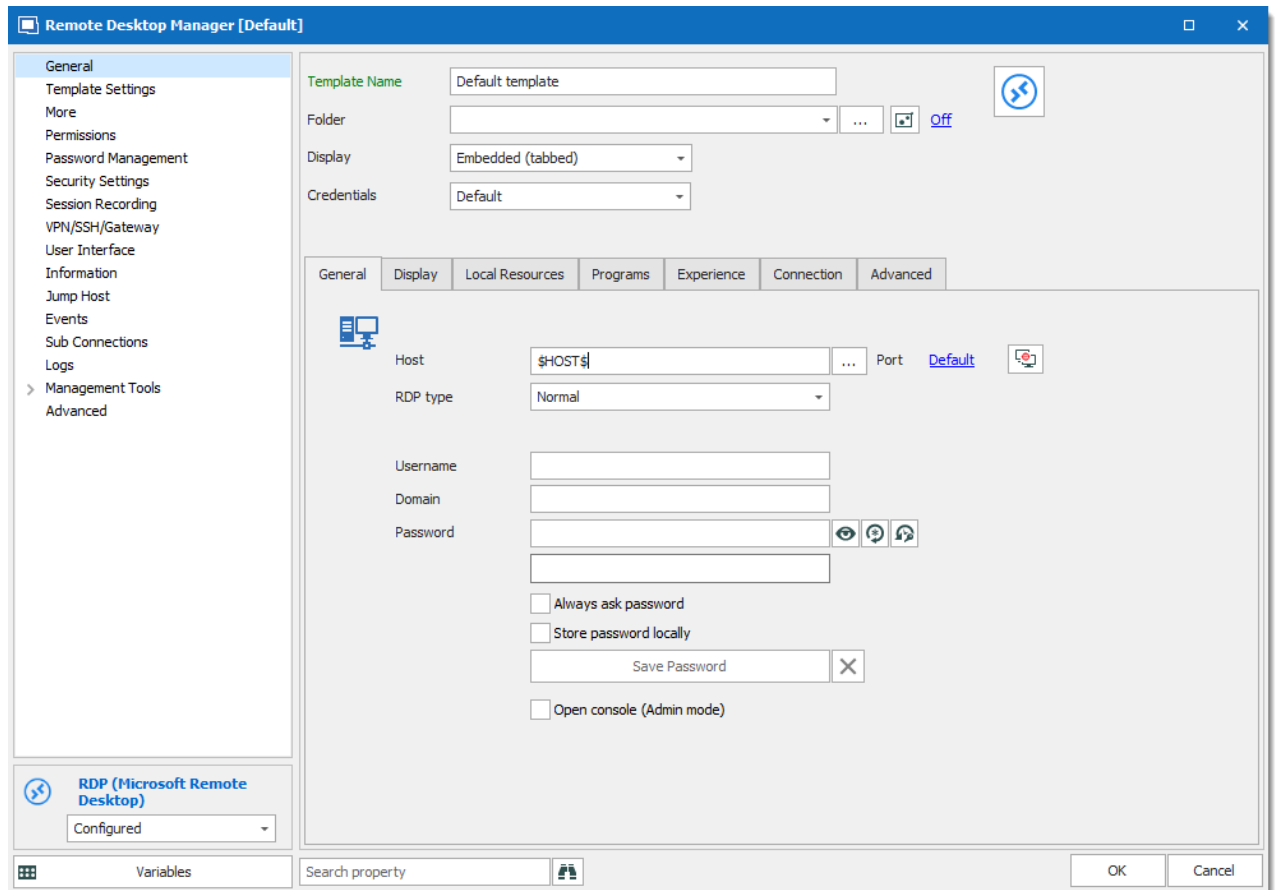 Remote Desktop Manager [Default]
General
Template Settings
More
Permissions
Password Management
Security Settings
Session Recording
VPN/SSH/Gateway
User Interface
Information
Jump Host
Events
Sub Connections
Logs
Management Tools
Advanced
RDP (Microsoft Remote
Desktop)
Configured
Variables
Template Name Default template
Folder ... Off
Display Embedded (tabbed)
Credentials Default
General Display Local Resources Programs Experience Connection Advanced
Host $HOST$ ... Port Default
RDP type Normal
Username
Domain
Password
Always ask password
Store password locally
Save Password
Open console (Admin mode)
Search property
OK Cancel